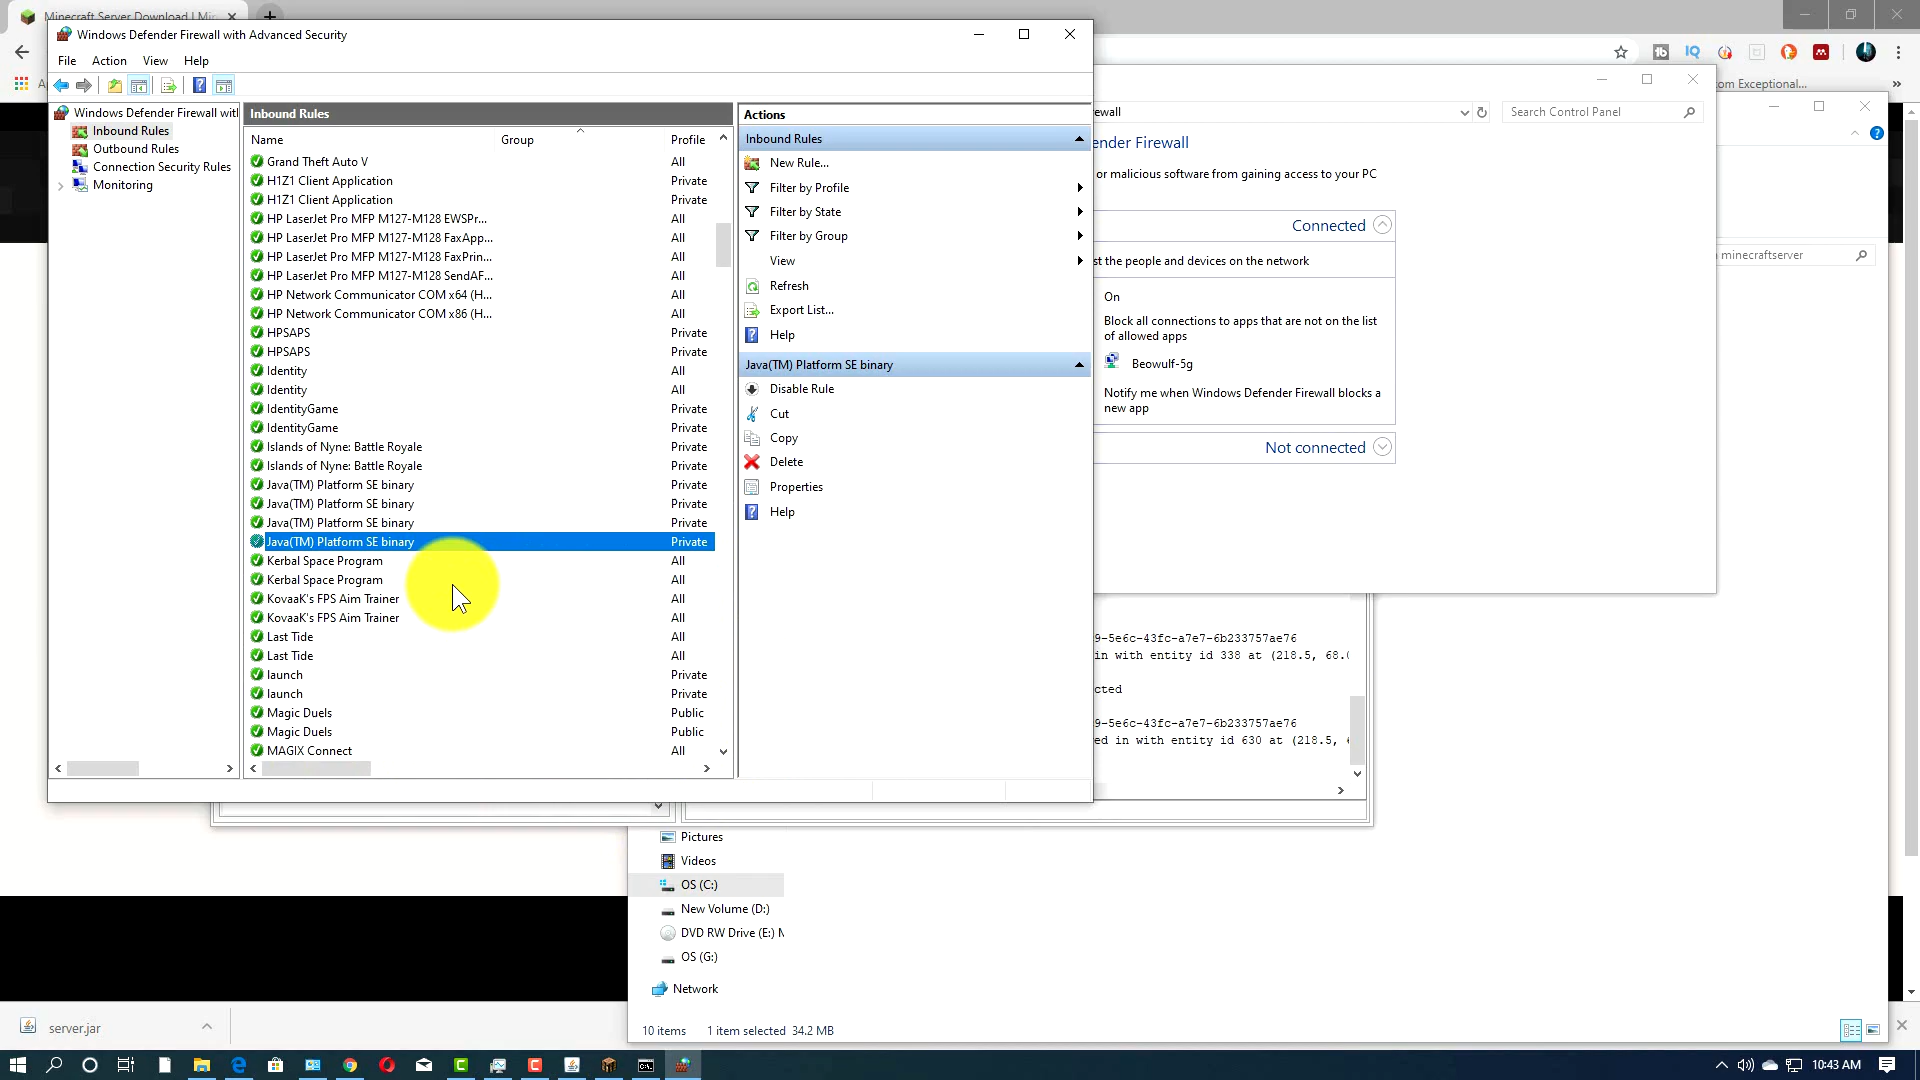 Minecraft Server Download | Min
Windows Defender Firewall with Advanced Security
File Action View Help
Windows Defender Firewall witl
Inbound Rules
Outbound Rules
Connection Security Rules
Monitoring
Inbound Rules
Name Group Profile
Grand Theft Auto V All
H1Z1 Client Application Private
H1Z1 Client Application Private
HP LaserJet Pro MFP M127-M128 EWSPr... All
HP LaserJet Pro MFP M127-M128 FaxApp... All
HP LaserJet Pro MFP M127-M128 FaxPrin... All
HP LaserJet Pro MFP M127-M128 SendAF... All
HP Network Communicator COM x64 (H... All
HP Network Communicator COM x86 (H... All
HPSAPS Private
HPSAPS Private
Identity All
Identity All
IdentityGame Private
IdentityGame Private
Islands of Nyne: Battle Royale Private
Islands of Nyne: Battle Royale Private
Java(TM) Platform SE binary Private
Java(TM) Platform SE binary Private
Java(TM) Platform SE binary Private
Java(TM) Platform SE binary Private
Kerbal Space Program All
Kerbal Space Program All
KovaaK's FPS Aim Trainer All
KovaaK's FPS Aim Trainer All
Last Tide All
Last Tide All
launch Private
launch Private
Magic Duels Public
Magic Duels Public
MAGIX Connect All
Actions
Inbound Rules
New Rule...
Filter by Profile
Filter by State
Filter by Group
View
Refresh
Export List...
Help
Java(TM) Platform SE binary
Disable Rule
Cut
Copy
Delete
Properties
Help
om Exceptional...
ewall
Search Control Panel
ender Firewall
or malicious software from gaining access to your PC
Connected
st the people and devices on the network
On
Block all connections to apps that are not on the list
of allowed apps
Beowulf-5g
Notify me when Windows Defender Firewall blocks a
new app
Not connected
minecraftserver
9-5e6c-43fc-a7e7-6b233757ae76
in with entity id 338 at (218.5, 68.0
cted
9-5e6c-43fc-a7e7-6b233757ae76
ed in with entity id 630 at (218.5,
Pictures
Videos
OS (C:)
New Volume (D:)
DVD RW Drive (E:) M
OS (G:)
Network
10 items 1 item selected 34.2 MB
server.jar
10:43 AM